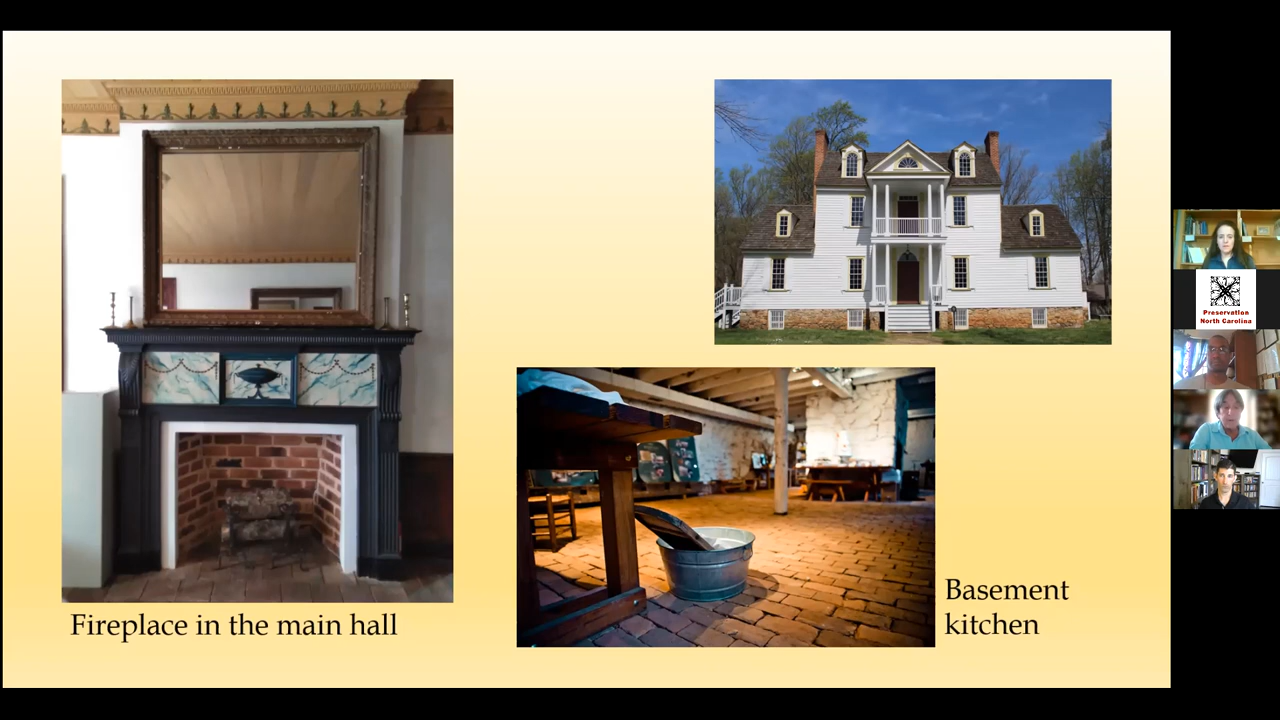 Fireplace in the main hall
Basement
kitchen
Preservation
North Carolina